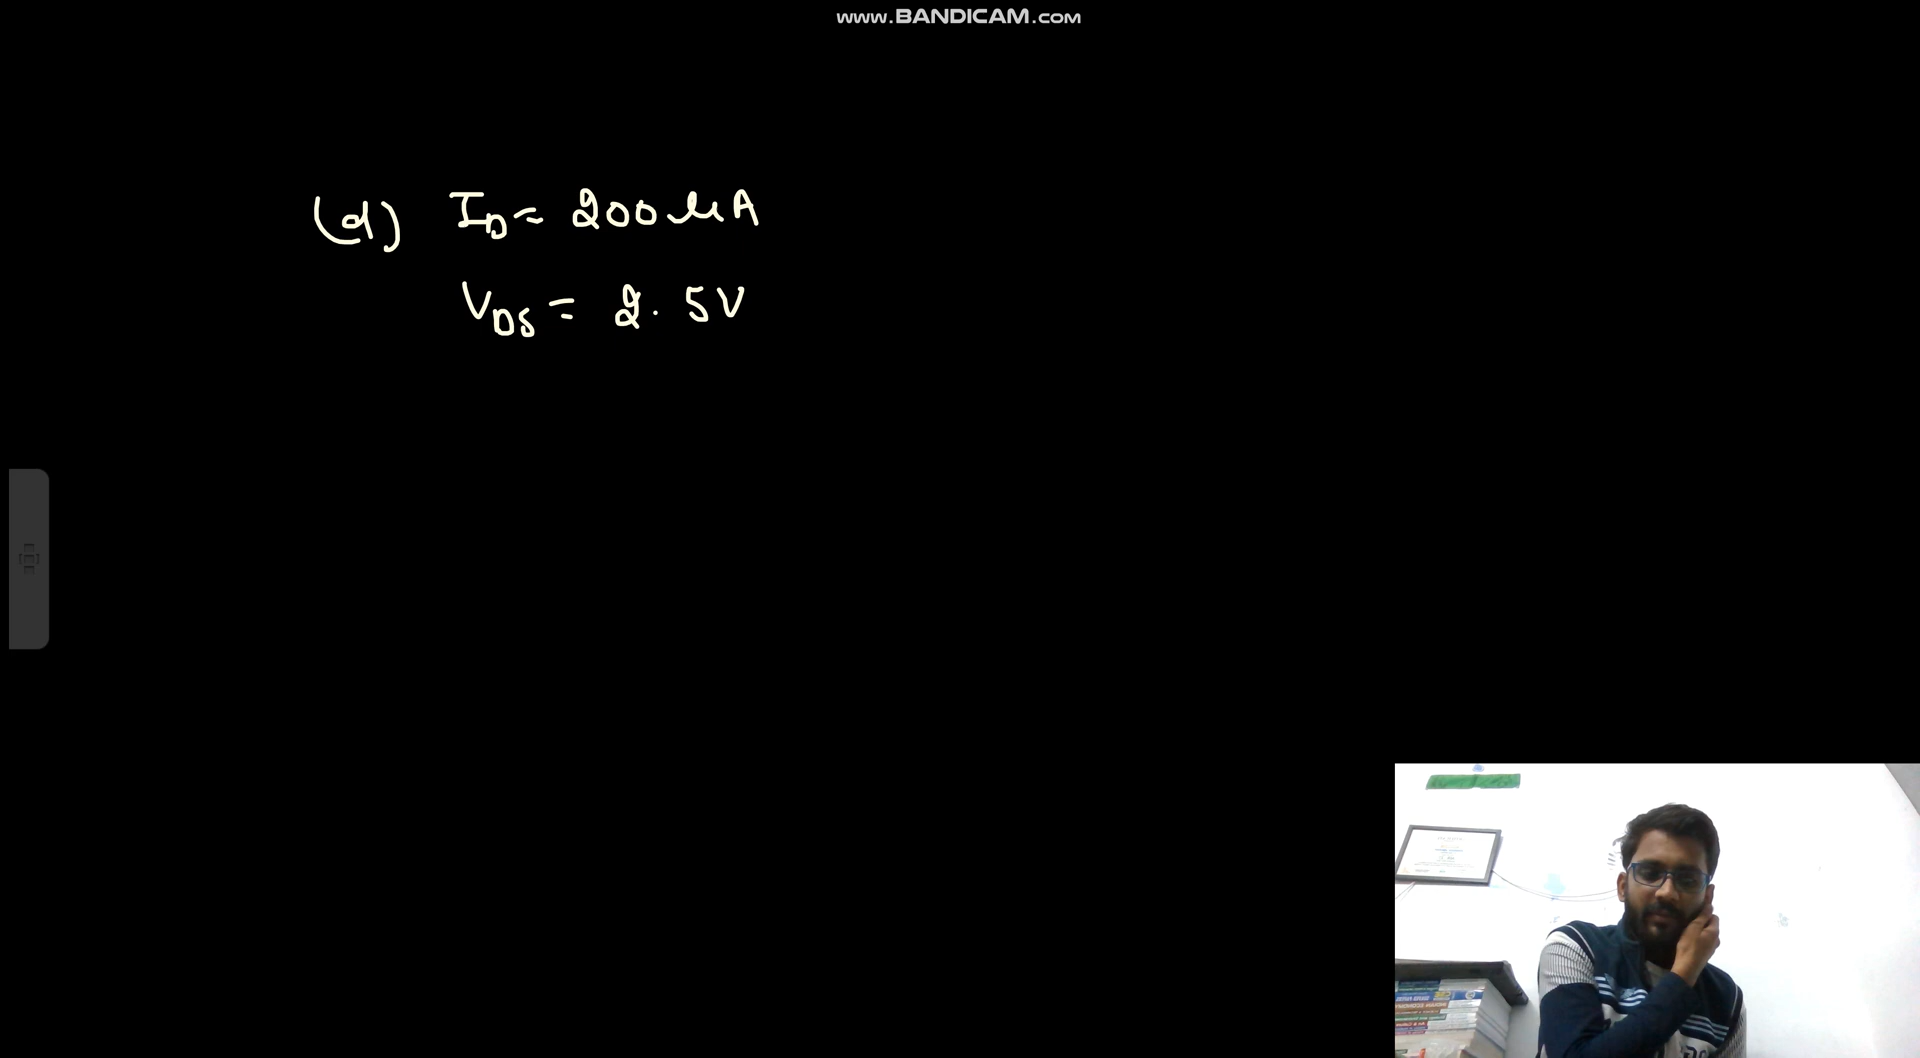 www.BANDICAM.com
(d) I_D = 200 μA
V_DS = 2.5V